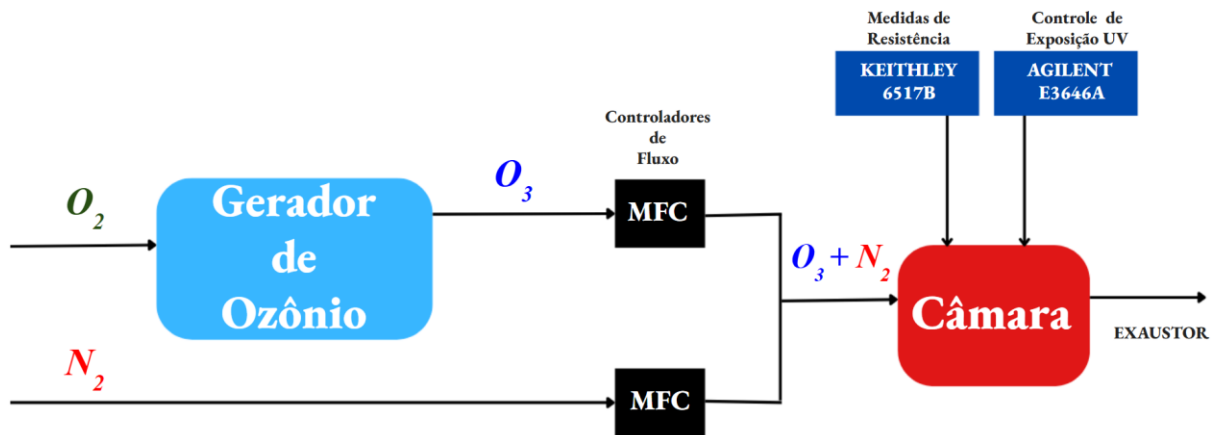 Medidas de
Resistência
KEITHLEY
6517B
Controle de
Exposição UV
AGILENT
E3646A
Controladores
de
Fluxo
O2
Gerador
de
Ozônio
O3
MFC
O3 + N2
Câmara
EXAUSTOR
N2
MFC